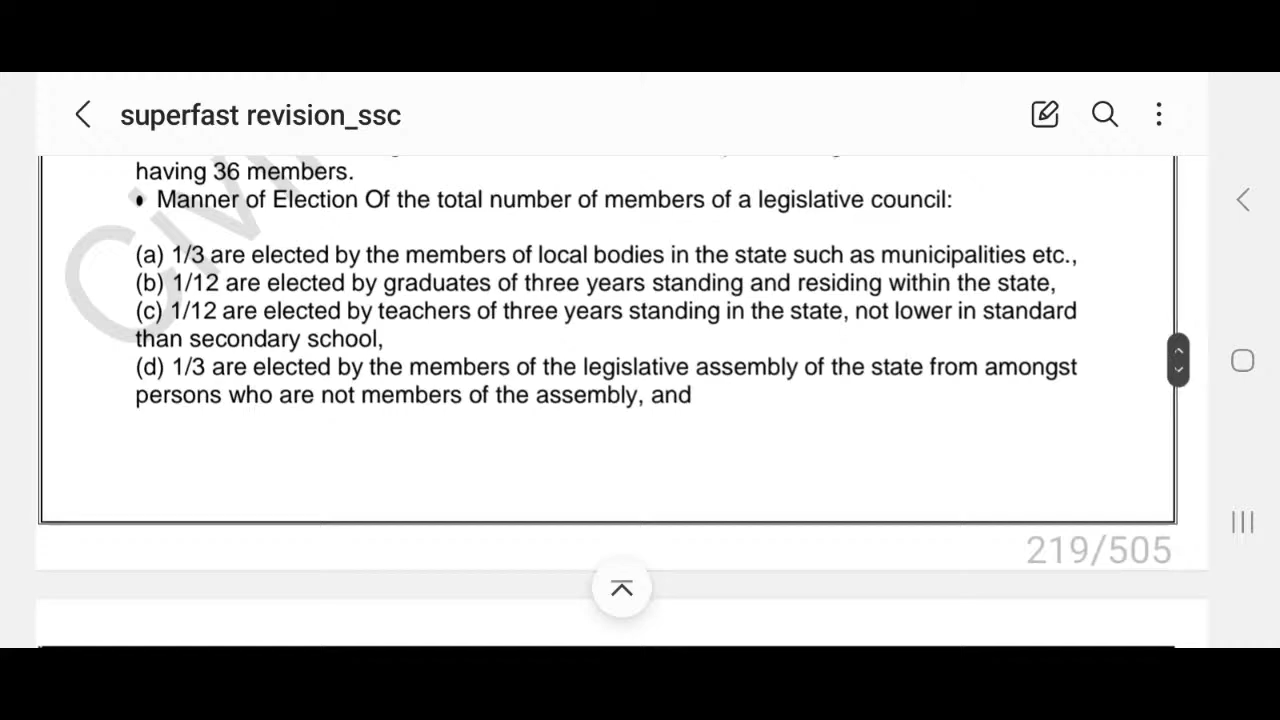 superfast revision_ssc
having 36 members.
• Manner of Election Of the total number of members of a legislative council:
(a) 1/3 are elected by the members of local bodies in the state such as municipalities etc.,
(b) 1/12 are elected by graduates of three years standing and residing within the state,
(c) 1/12 are elected by teachers of three years standing in the state, not lower in standard
than secondary school,
(d) 1/3 are elected by the members of the legislative assembly of the state from amongst
persons who are not members of the assembly, and
219/505